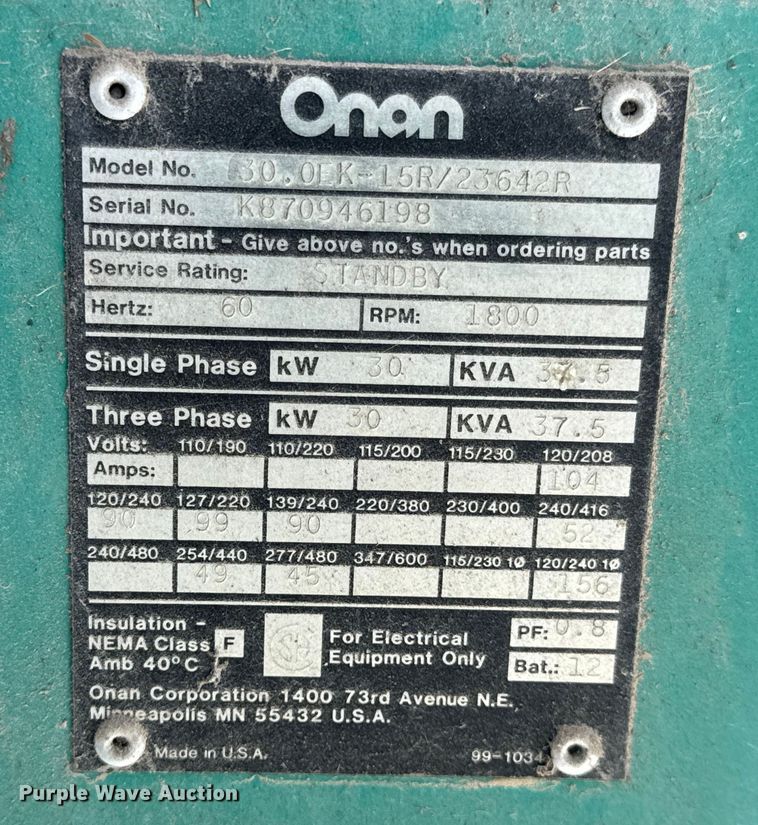 Onan
Model No. 30.0EK-15R/23642R
Serial No. K870946198
Important - Give above no.'s when ordering parts
Service Rating: STANDBY
Hertz: 60 RPM: 1800
Single Phase kW 30 KVA 37.5
Three Phase kW 30 KVA 37.5
Volts: 110/190 110/220 115/200 115/230 120/208
Amps: 104
120/240 127/220 139/240 220/380 230/400 240/416
90 99 90 52
240/480 254/440 277/480 347/600 115/230 1Ø 120/240 1Ø
49 45 156
Insulation -
NEMA Class F
Amb 40°C
For Electrical
Equipment Only
PF: 0.8
Bat.: 12
Onan Corporation 1400 73rd Avenue N.E.
Minneapolis MN 55432 U.S.A.
Made in U.S.A. 99-1034
Purple Wave Auction